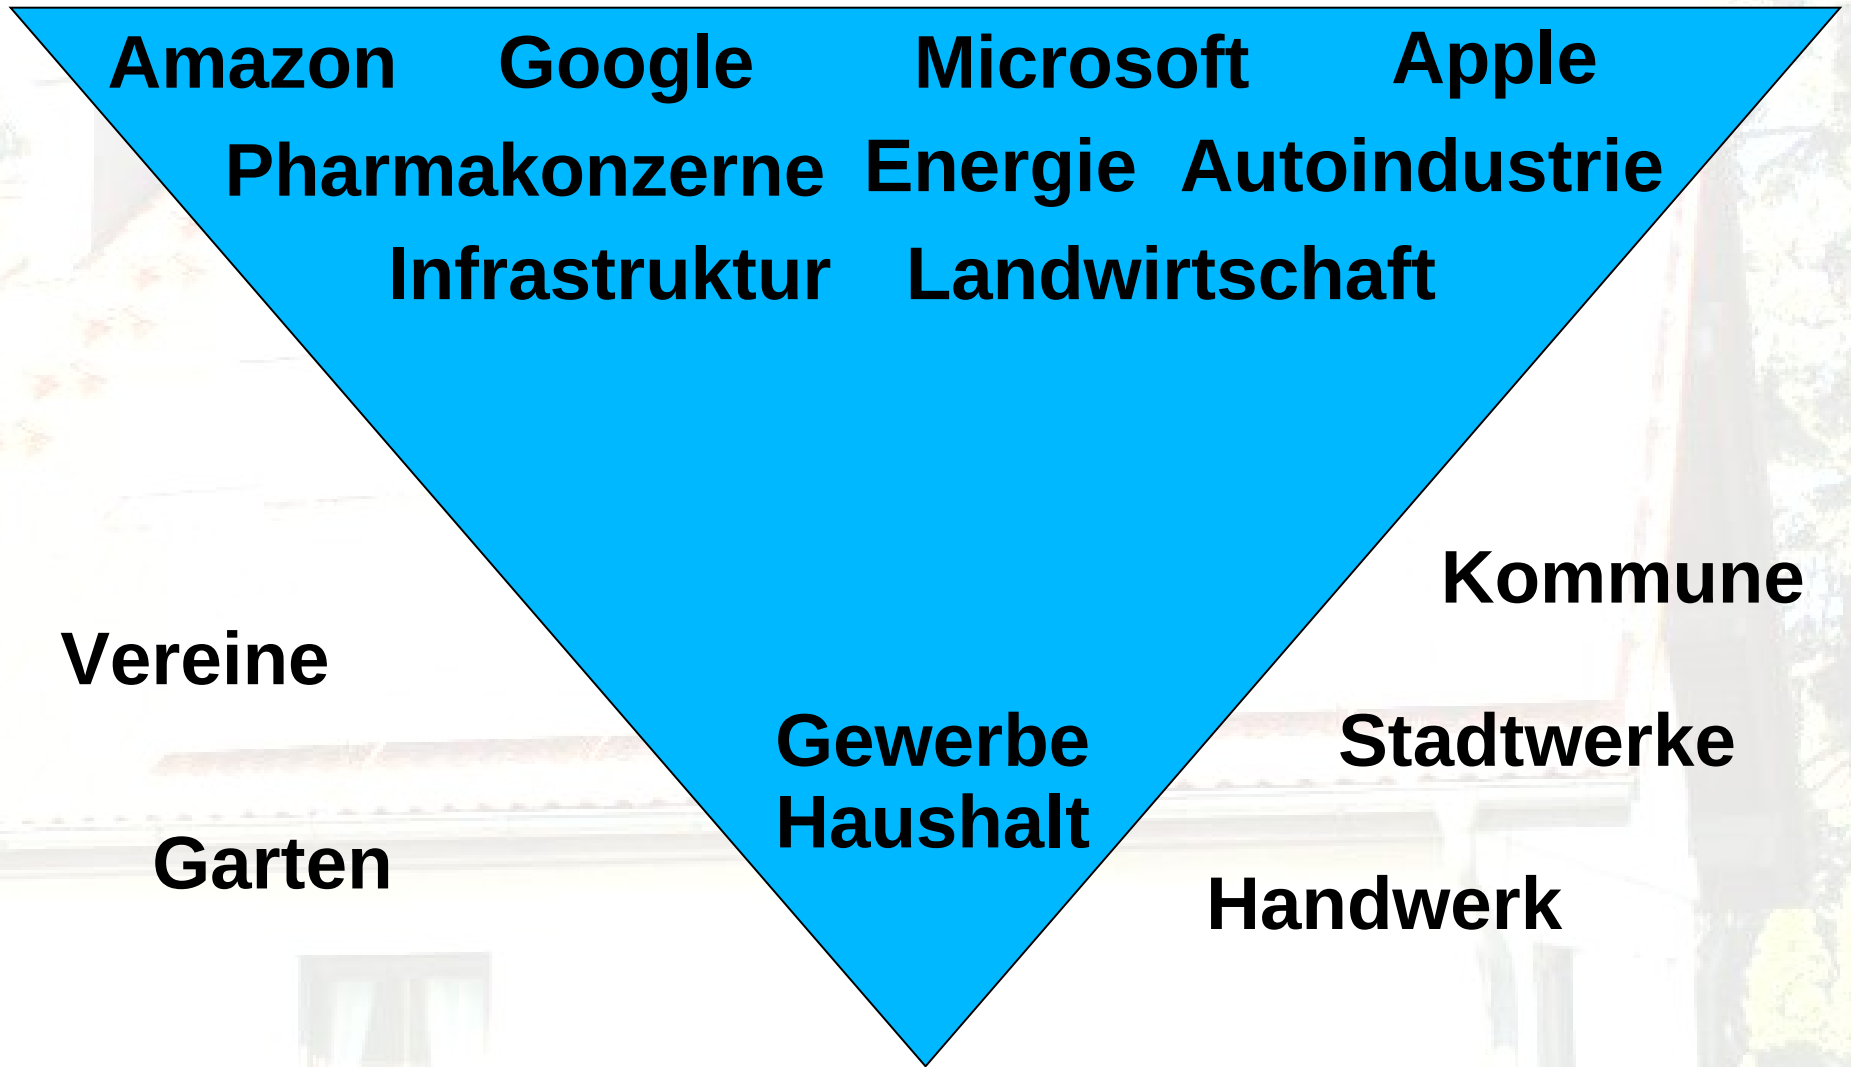 Amazon Google Microsoft Apple
Pharmakonzerne Energie Autoindustrie
Infrastruktur Landwirtschaft
Kommune
Vereine
Gewerbe
Haushalt
Stadtwerke
Garten
Handwerk